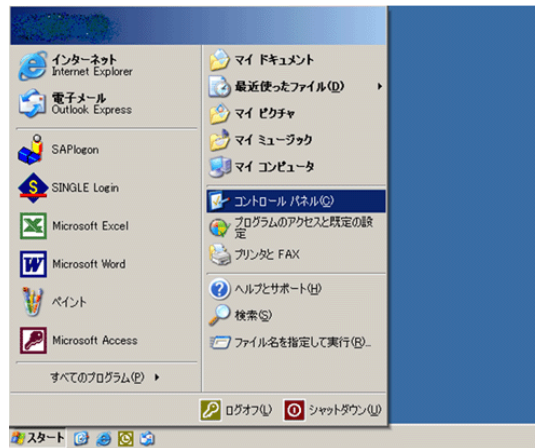 インターネット
Internet Explorer
電子メール
Outlook Express
SAPlogon
SINGLE Login
Microsoft Excel
Microsoft Word
ペイント
Microsoft Access
すべてのプログラム(P)
マイ ドキュメント
最近使ったファイル(D)
マイ ピクチャ
マイ ミュージック
マイ コンピュータ
コントロール パネル(C)
プログラムのアクセスと既定の設
定
プリンタと FAX
ヘルプとサポート(H)
検索(S)
ファイル名を指定して実行(R)...
ログオフ(L)
シャットダウン(U)
スタート